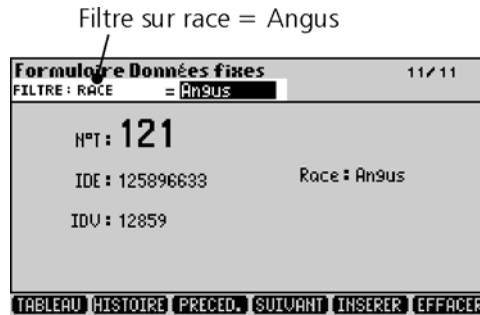 Filtre sur race = Angus
Formulaire Données fixes 11/11
FILTRE: RACE = Angus
N°T: 121
IDE: 125896633 Race: Angus
IDV: 12859
TABLEAU HISTOIRE PRECED. SUIVANT INSERER EFFACER